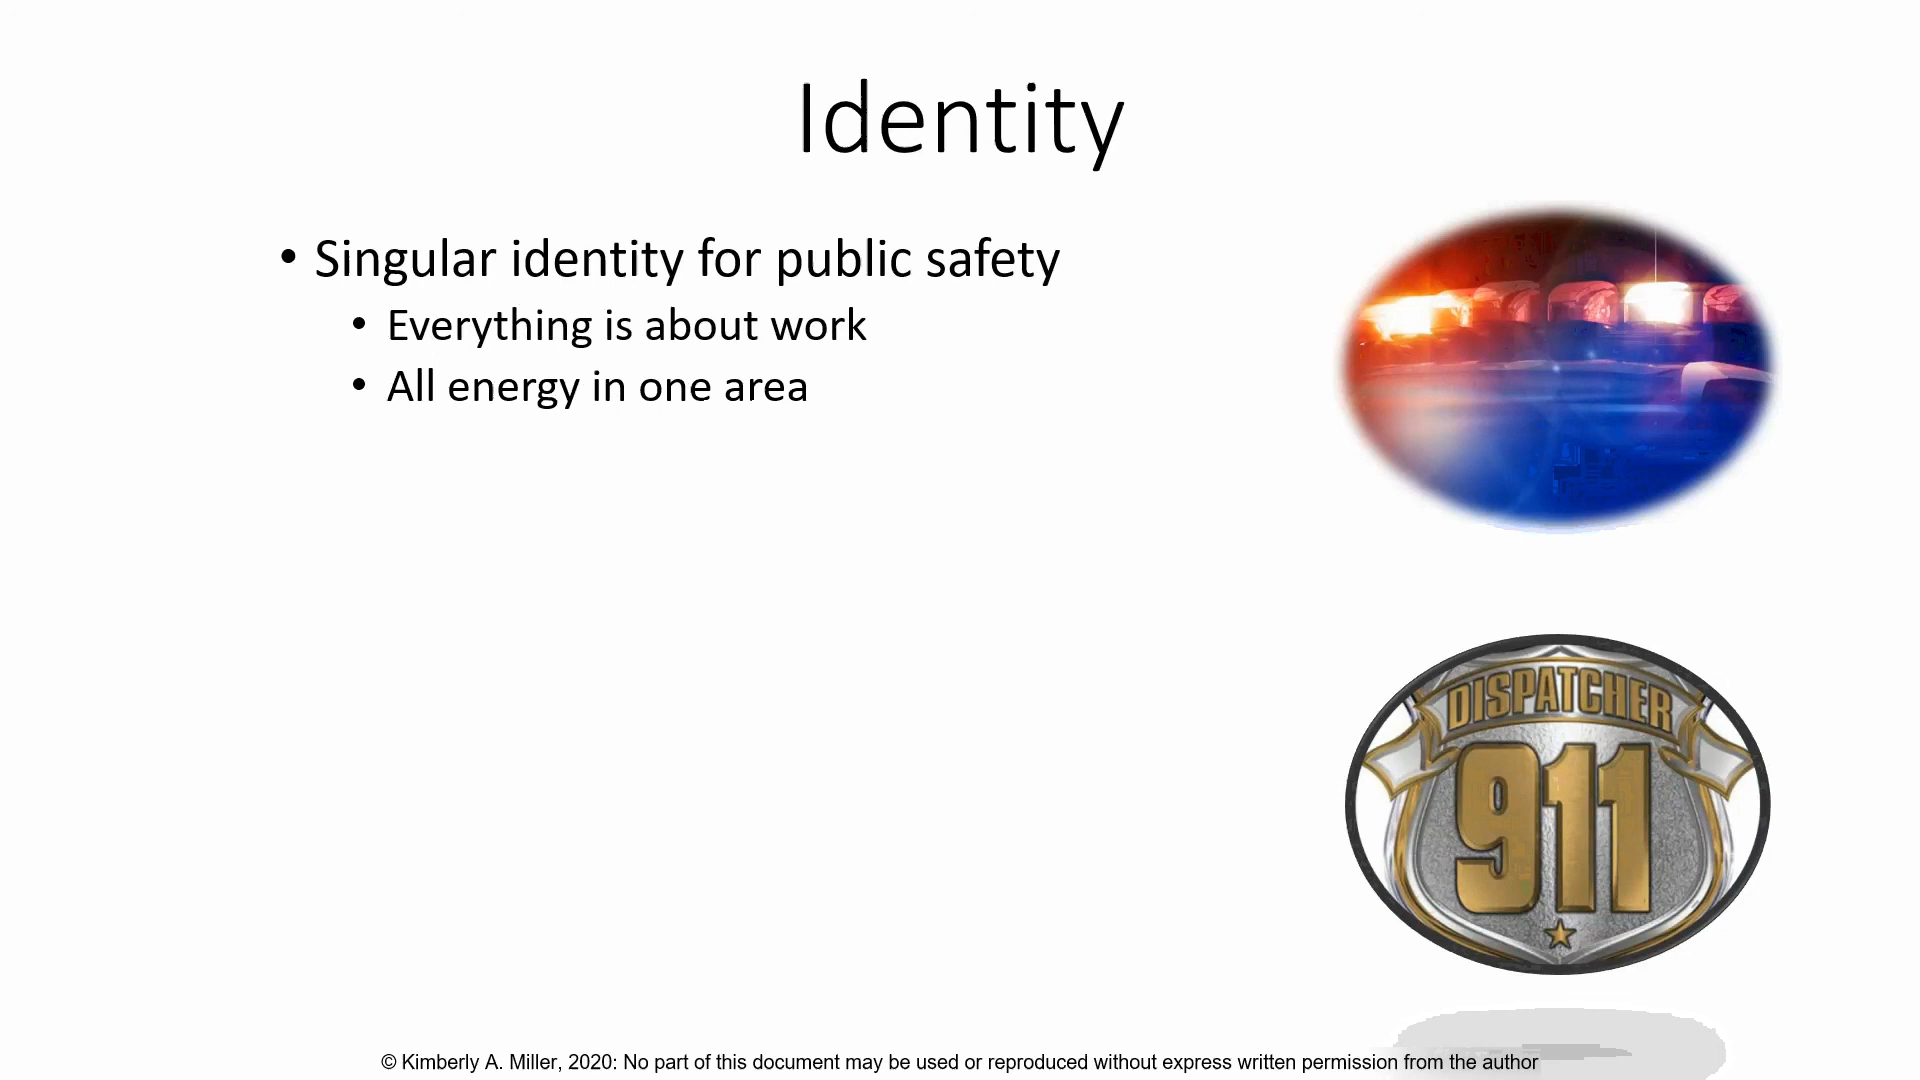 Identity
• Singular identity for public safety
• Everything is about work
• All energy in one area
DISPATCHER
911
© Kimberly A. Miller, 2020: No part of this document may be used or reproduced without express written permission from the author